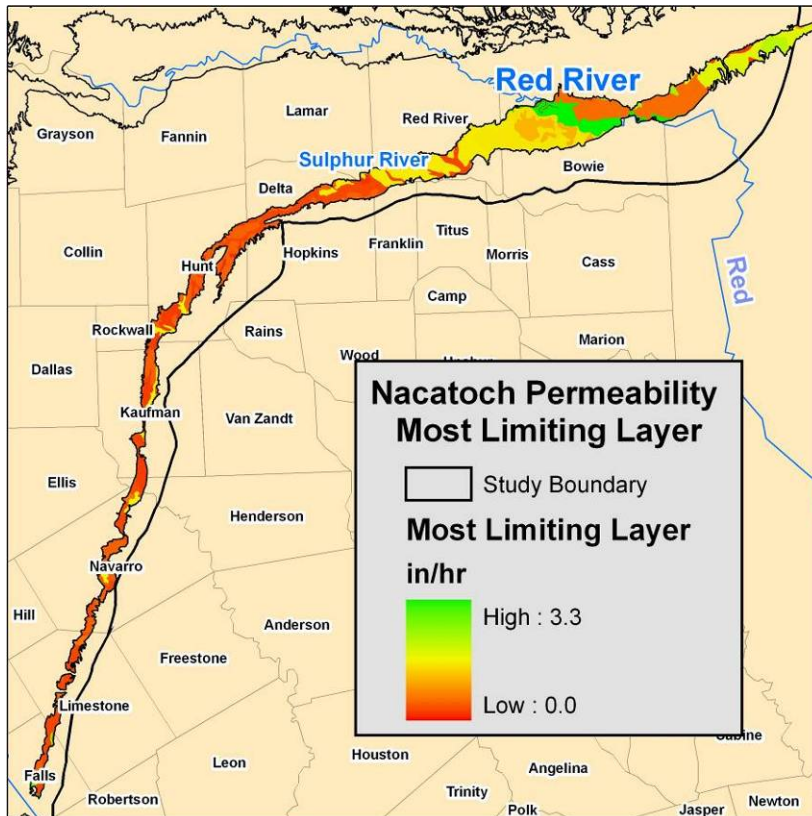 Red River
Lamar
Red River
Grayson
Fannin
Sulphur River
Bowie
Delta
Titus
Collin
Hopkins
Franklin
Morris
Cass
Hunt
Red
Camp
Rockwall
Rains
Marion
Wood
Dallas
Kaufman
Van Zandt
Nacatoch Permeability
Most Limiting Layer
Study Boundary
Most Limiting Layer
in/hr
High : 3.3
Low : 0.0
Ellis
Henderson
Navarro
Hill
Anderson
Freestone
Limestone
Leon
Houston
Falls
Angelina
Robertson
Trinity
Polk
Jasper
Newton